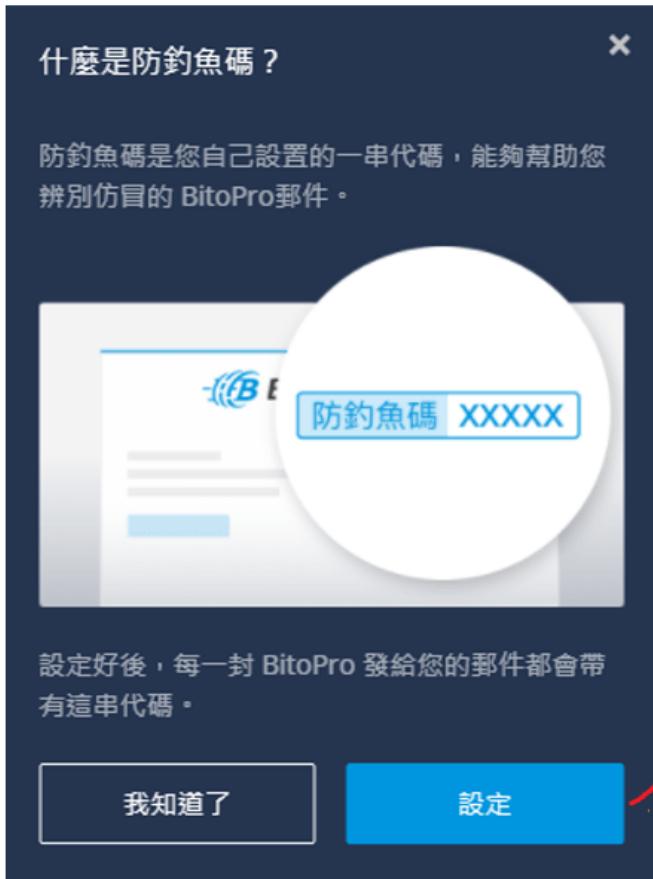 什麼是防釣魚碼？
×
防釣魚碼是您自己設置的一串代碼，能夠幫助您
辨別仿冒的 BitoPro郵件。
B E
防釣魚碼 XXXXX
設定好後，每一封 BitoPro 發給您的郵件都會帶
有這串代碼。
我知道了
設定